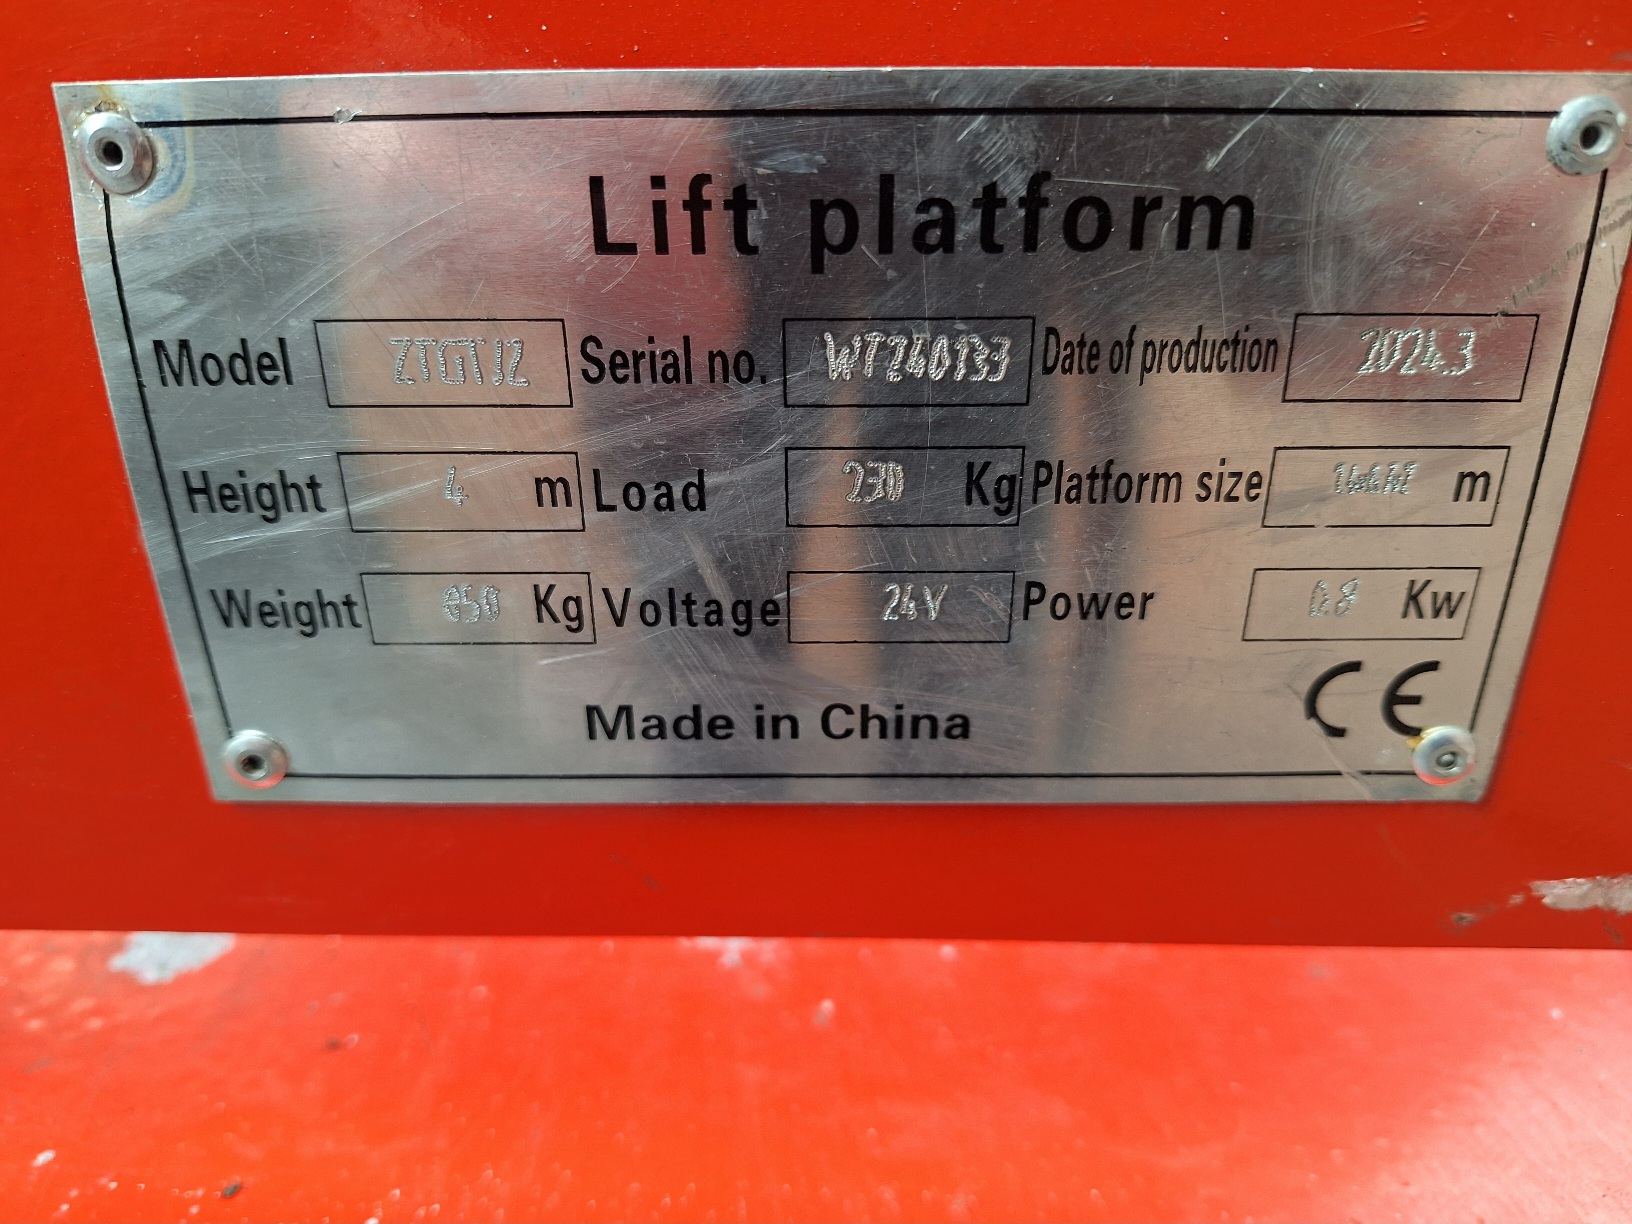 Lift platform
Model ZTGTJ2 Serial no. WT240133 Date of production 2024.3
Height 4 m Load 230 Kg Platform size m
Weight 850 Kg Voltage 24V Power 0.8 Kw
Made in China CE